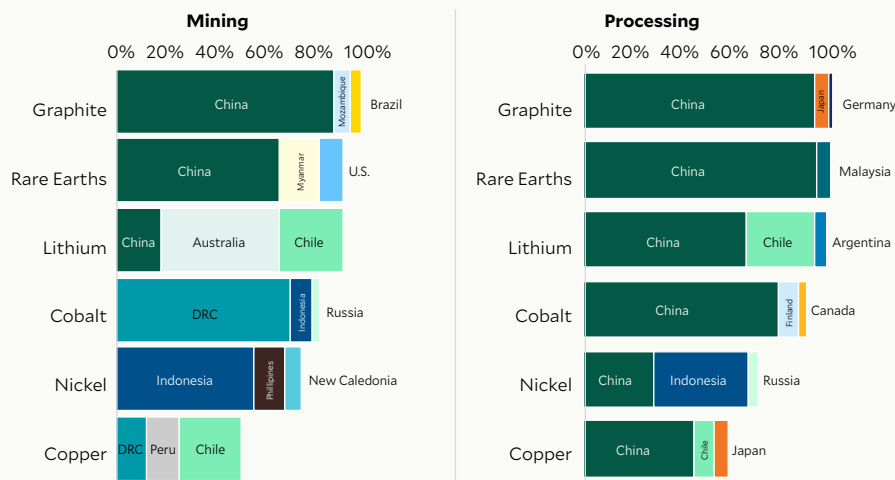 Mining
0% 20% 40% 60% 80% 100%
Graphite China Mozambique Brazil
Rare Earths China Myanmar U.S.
Lithium China Australia Chile
Cobalt DRC Indonesia Russia
Nickel Indonesia Phillipines New Caledonia
Copper DRC Peru Chile
Processing
0% 20% 40% 60% 80% 100%
Graphite China Japan Germany
Rare Earths China Malaysia
Lithium China Chile Argentina
Cobalt China Finland Canada
Nickel China Indonesia Russia
Copper China Chile Japan